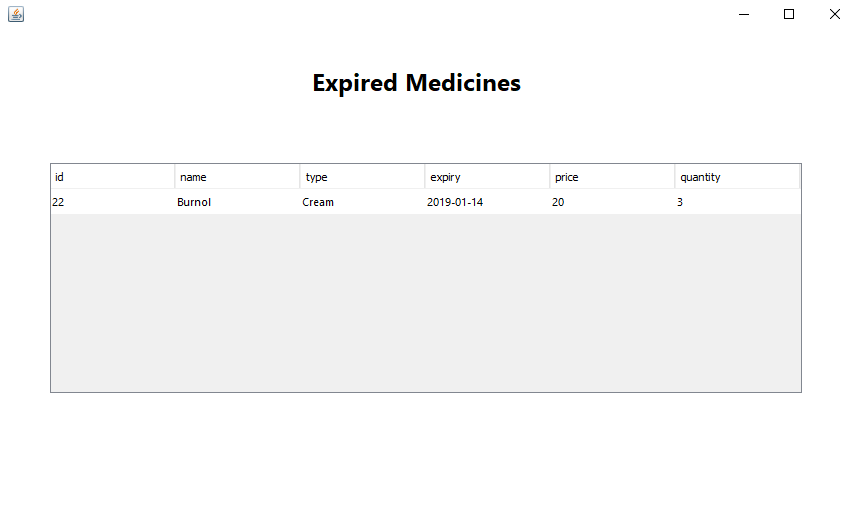 Expired Medicines
id name type expiry price quantity
22 Burnol Cream 2019-01-14 20 3